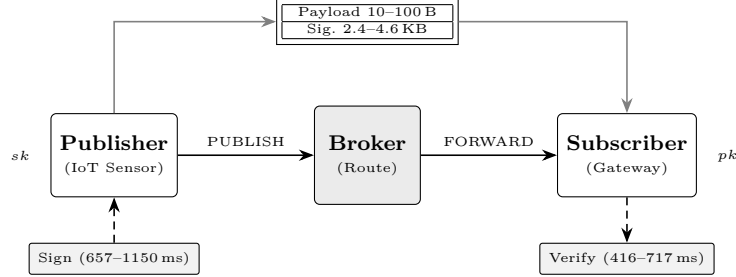 Payload 10–100 B
Sig. 2.4–4.6 KB
Publisher
(IoT Sensor)
sk
PUBLISH
Broker
(Route)
FORWARD
Subscriber
(Gateway)
pk
Sign (657–1150 ms)
Verify (416–717 ms)